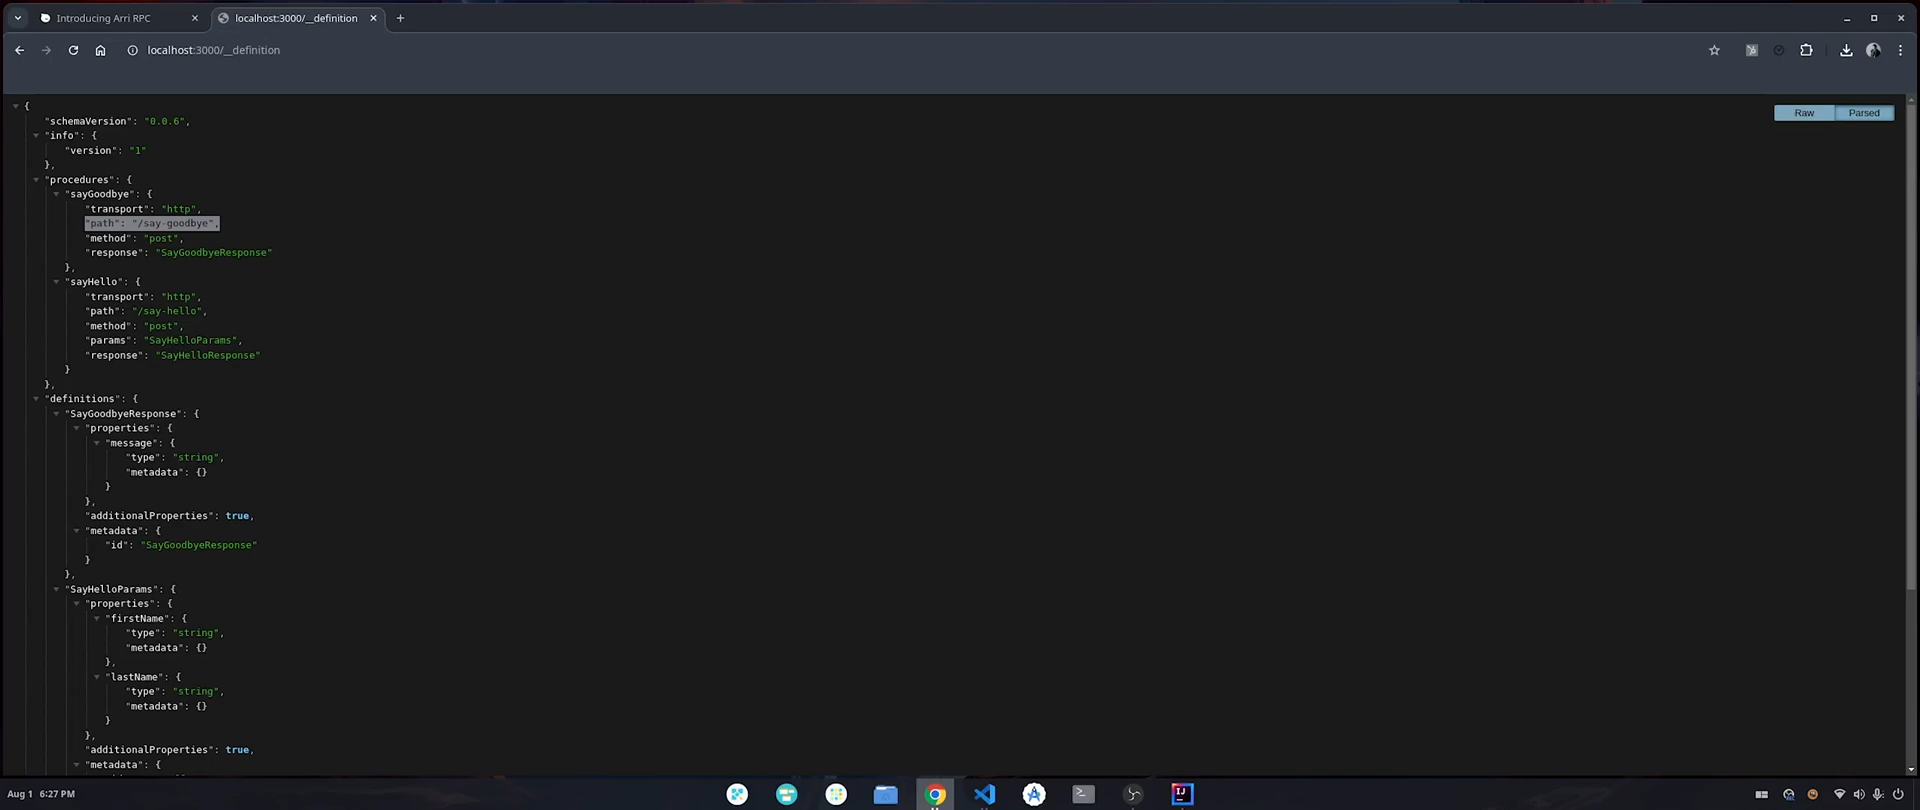 Introducing Arri RPC
localhost:3000/__definition
localhost:3000/__definition
Raw
Parsed
{
"schemaVersion": "0.0.6",
"info": {
"version": "1"
},
"procedures": {
"sayGoodbye": {
"transport": "http",
"path": "/say-goodbye",
"method": "post",
"response": "SayGoodbyeResponse"
},
"sayHello": {
"transport": "http",
"path": "/say-hello",
"method": "post",
"params": "SayHelloParams",
"response": "SayHelloResponse"
}
},
"definitions": {
"SayGoodbyeResponse": {
"properties": {
"message": {
"type": "string",
"metadata": {}
}
},
"additionalProperties": true,
"metadata": {
"id": "SayGoodbyeResponse"
}
},
"SayHelloParams": {
"properties": {
"firstName": {
"type": "string",
"metadata": {}
},
"lastName": {
"type": "string",
"metadata": {}
}
},
"additionalProperties": true,
"metadata": {
Aug 1 6:27 PM
IJ